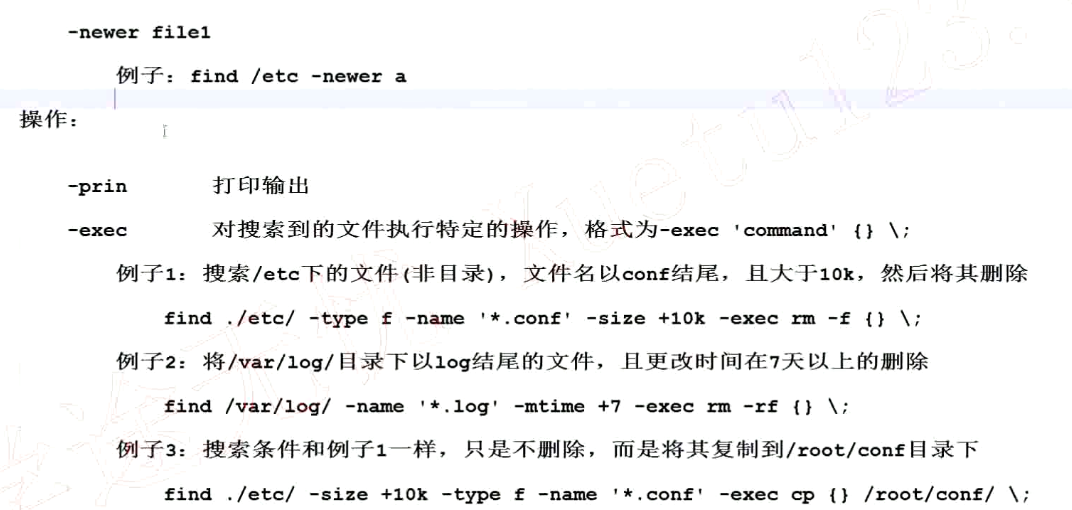 -newer file1
例子：find /etc -newer a
操作：
-prin 打印输出
-exec 对搜索到的文件执行特定的操作，格式为-exec 'command' {} \;
例子1：搜索/etc下的文件(非目录)，文件名以conf结尾，且大于10k，然后将其删除
find ./etc/ -type f -name '*.conf' -size +10k -exec rm -f {} \;
例子2：将/var/log/目录下以log结尾的文件，且更改时间在7天以上的删除
find /var/log/ -name '*.log' -mtime +7 -exec rm -rf {} \;
例子3：搜索条件和例子1一样，只是不删除，而是将其复制到/root/conf目录下
find ./etc/ -size +10k -type f -name '*.conf' -exec cp {} /root/conf/ \;